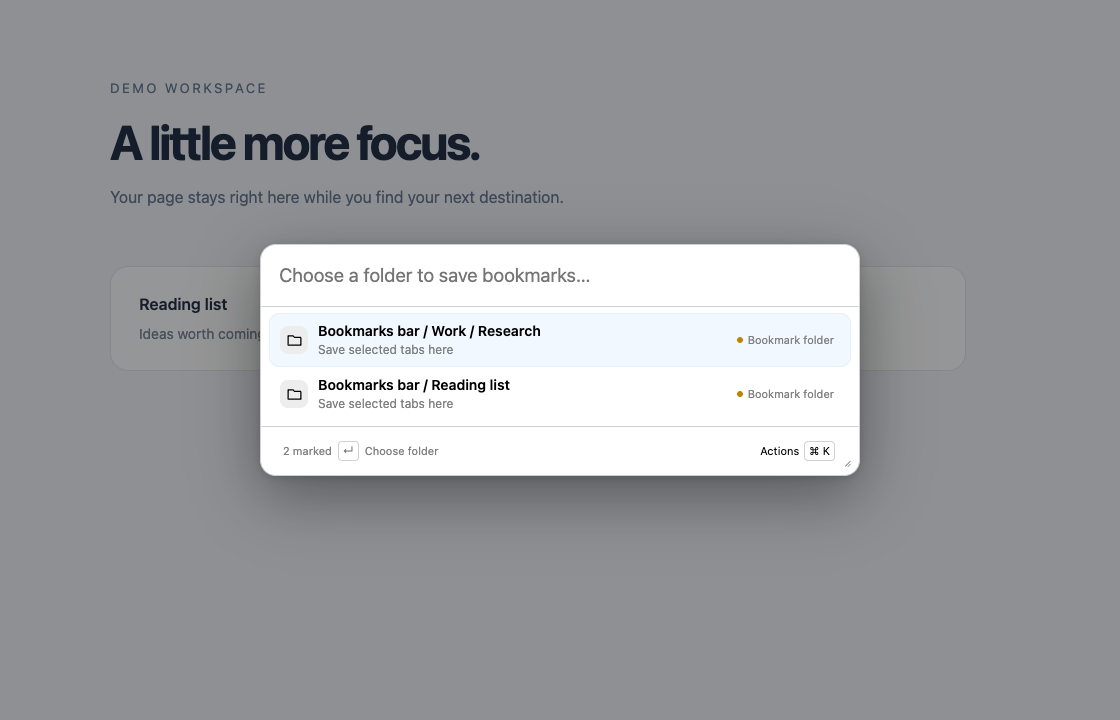 DEMO WORKSPACE
A little more focus.
Your page stays right here while you find your next destination.
Reading list
Ideas worth coming
Choose a folder to save bookmarks...
Bookmarks bar / Work / Research
Save selected tabs here
Bookmark folder
Bookmarks bar / Reading list
Save selected tabs here
Bookmark folder
2 marked ↵ Choose folder
Actions ⌘ K